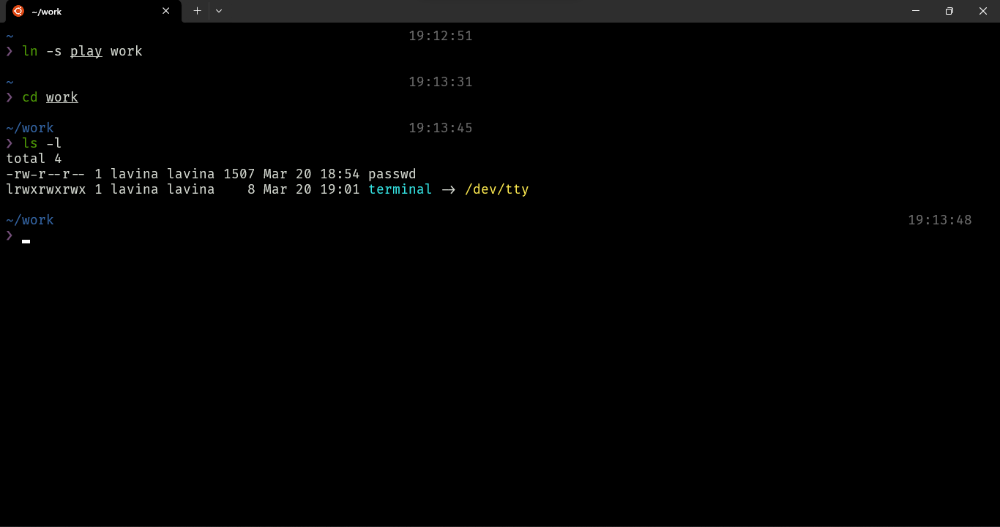 ~/work
~ 19:12:51
❯ ln -s play work
~ 19:13:31
❯ cd work
~/work 19:13:45
❯ ls -l
total 4
-rw-r--r-- 1 lavina lavina 1507 Mar 20 18:54 passwd
lrwxrwxrwx 1 lavina lavina    8 Mar 20 19:01 terminal -> /dev/tty
~/work 19:13:48
❯